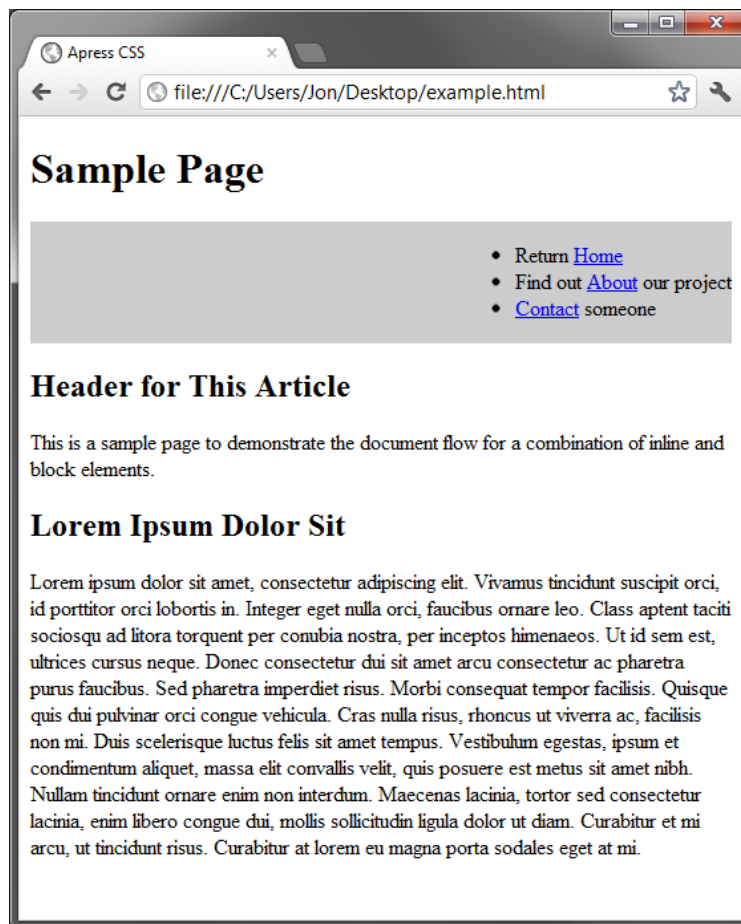 Apress CSS
file:///C:/Users/Jon/Desktop/example.html
Sample Page
• Return Home
• Find out About our project
• Contact someone
Header for This Article
This is a sample page to demonstrate the document flow for a combination of inline and
block elements.
Lorem Ipsum Dolor Sit
Lorem ipsum dolor sit amet, consectetur adipiscing elit. Vivamus tincidunt suscipit orci,
id porttitor orci lobortis in. Integer eget nulla orci, faucibus ornare leo. Class aptent taciti
sociosqu ad litora torquent per conubia nostra, per inceptos himenaeos. Ut id sem est,
ultrices cursus neque. Donec consectetur dui sit amet arcu consectetur ac pharetra
purus faucibus. Sed pharetra imperdiet risus. Morbi consequat tempor facilisis. Quisque
quis dui pulvinar orci congue vehicula. Cras nulla risus, rhoncus ut viverra ac, facilisis
non mi. Duis scelerisque luctus felis sit amet tempus. Vestibulum egestas, ipsum et
condimentum aliquet, massa elit convallis velit, quis posuere est metus sit amet nibh.
Nullam tincidunt ornare enim non interdum. Maecenas lacinia, tortor sed consectetur
lacinia, enim libero congue dui, mollis sollicitudin ligula dolor ut diam. Curabitur et mi
arcu, ut tincidunt risus. Curabitur at lorem eu magna porta sodales eget at mi.